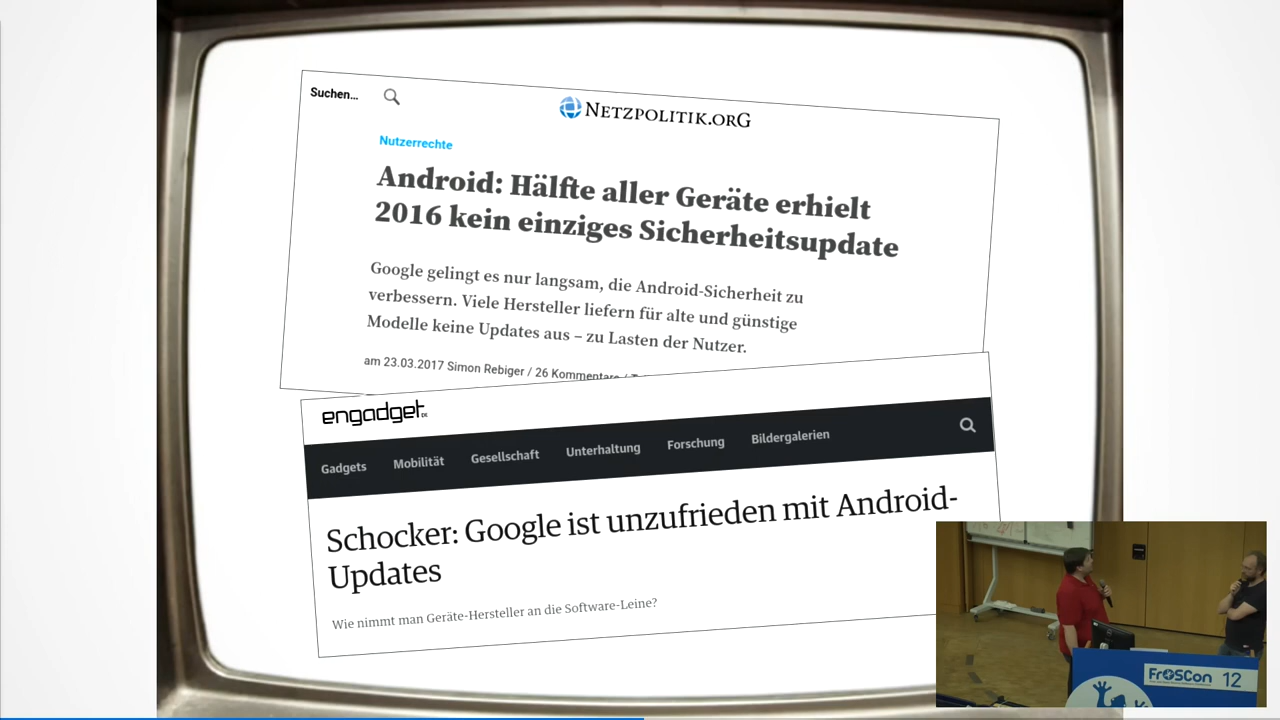 Suchen...
NETZPOLITIK.ORG
Nutzerrechte
Android: Hälfte aller Geräte erhielt
2016 kein einziges Sicherheitsupdate
Google gelingt es nur langsam, die Android-Sicherheit zu
verbessern. Viele Hersteller liefern für alte und günstige
Modelle keine Updates aus – zu Lasten der Nutzer.
am 23.03.2017 Simon Rebiger / 26 Kommentare /
engadget DE
Gadgets Mobilität Gesellschaft Unterhaltung Forschung Bildergalerien
Schocker: Google ist unzufrieden mit Android-
Updates
Wie nimmt man Geräte-Hersteller an die Software-Leine?
FrOSCon 12